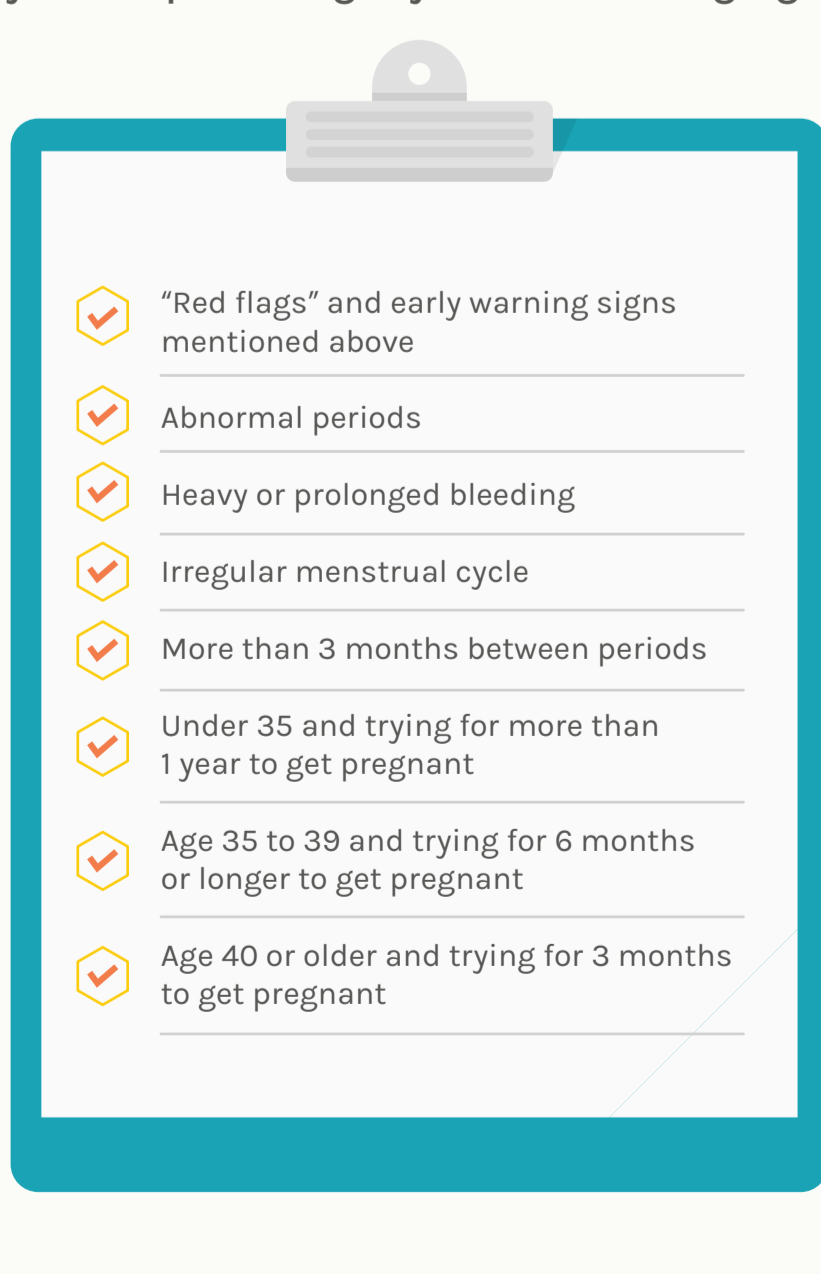 “Red flags” and early warning signs
mentioned above
Abnormal periods
Heavy or prolonged bleeding
Irregular menstrual cycle
More than 3 months between periods
Under 35 and trying for more than
1 year to get pregnant
Age 35 to 39 and trying for 6 months
or longer to get pregnant
Age 40 or older and trying for 3 months
to get pregnant